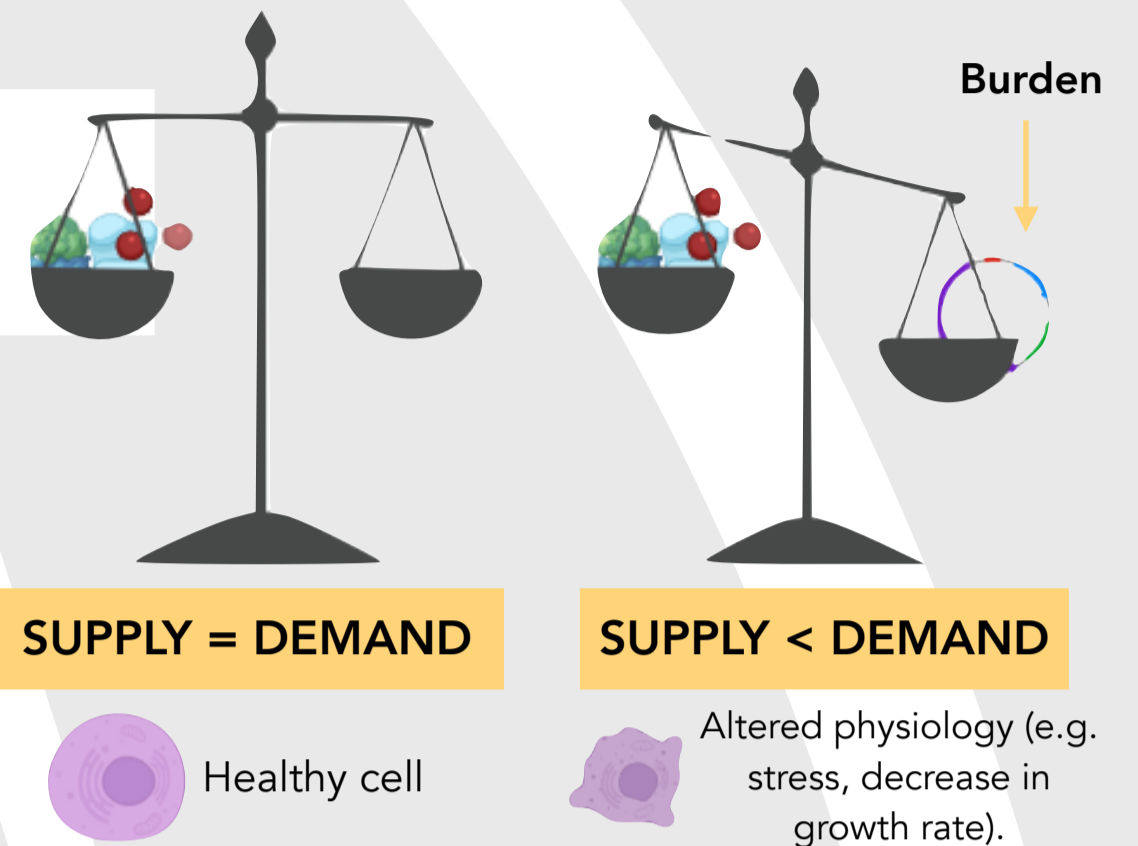 Burden
SUPPLY = DEMAND
SUPPLY < DEMAND
Healthy cell
Altered physiology (e.g.
stress, decrease in
growth rate).